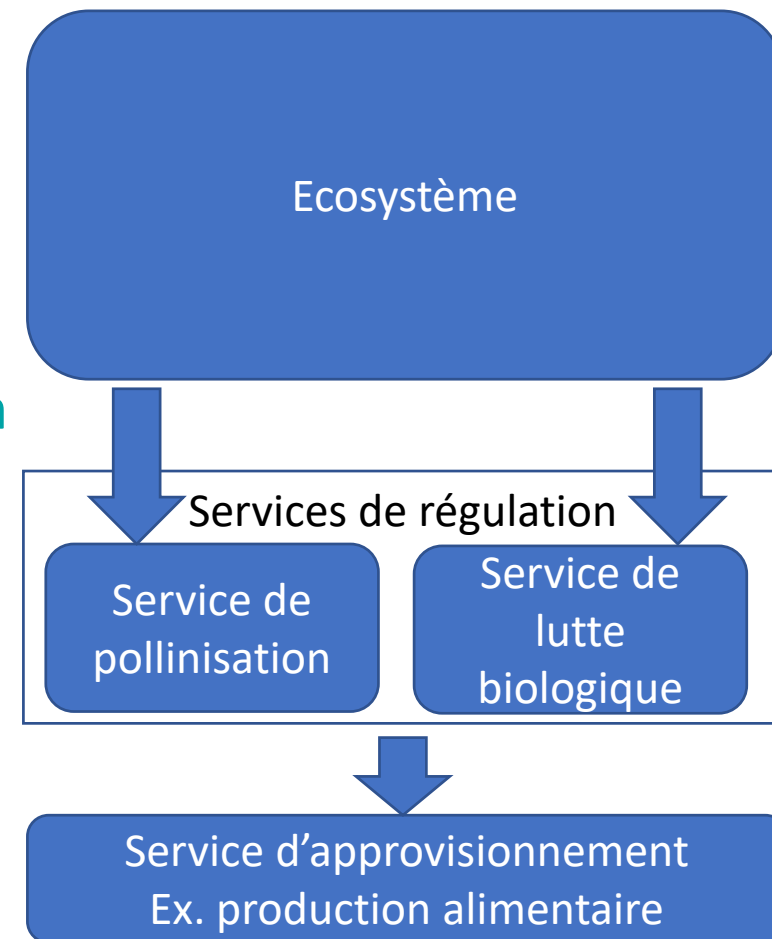 Ecosystème
Services de régulation
Service de
pollinisation
Service de
lutte
biologique
Service d’approvisionnement
Ex. production alimentaire